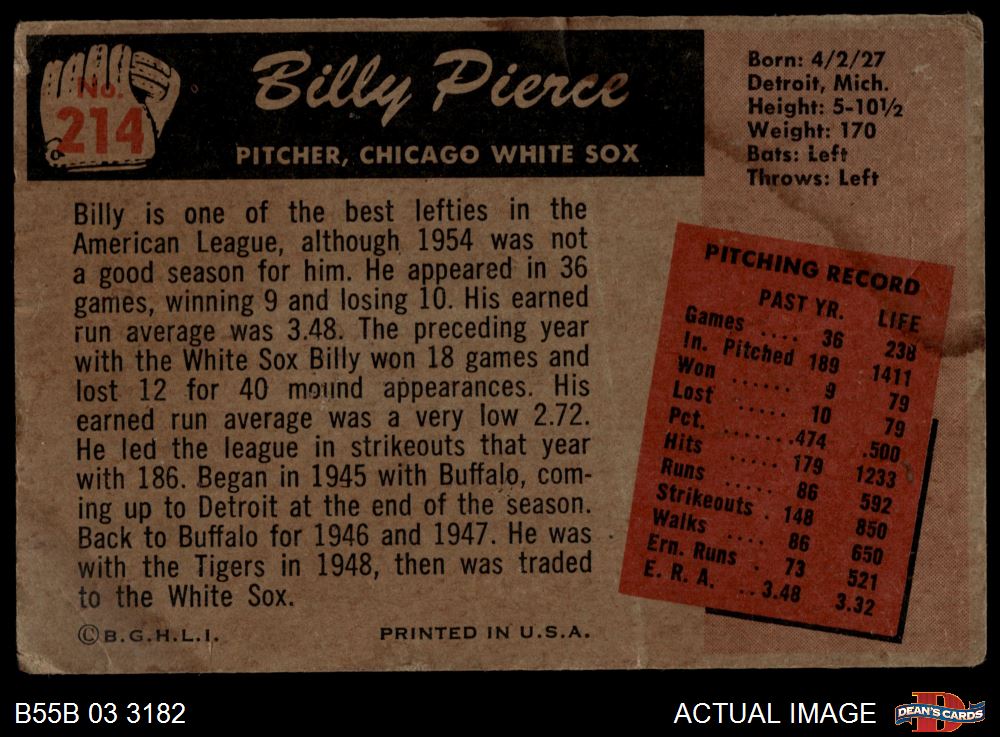 No.
214
Billy Pierce
PITCHER, CHICAGO WHITE SOX
Born: 4/2/27
Detroit, Mich.
Height: 5-10½
Weight: 170
Bats: Left
Throws: Left
Billy is one of the best lefties in the
American League, although 1954 was not
a good season for him. He appeared in 36
games, winning 9 and losing 10. His earned
run average was 3.48. The preceding year
with the White Sox Billy won 18 games and
lost 12 for 40 mound appearances. His
earned run average was a very low 2.72.
He led the league in strikeouts that year
with 186. Began in 1945 with Buffalo, com-
ing up to Detroit at the end of the season.
Back to Buffalo for 1946 and 1947. He was
with the Tigers in 1948, then was traded
to the White Sox.
©B.G.H.L.I. PRINTED IN U.S.A.
PITCHING RECORD
PAST YR. LIFE
Games .... 36 238
In. Pitched 189 1411
Won ...... 9 79
Lost ..... 10 79
Pct. ....... .474 .500
Hits ..... 179 1233
Runs ..... 86 592
Strikeouts . 148 850
Walks .... 86 650
Ern. Runs . 73 521
E. R. A. .. 3.48 3.32
B55B 03 3182
ACTUAL IMAGE
DEAN'S CARDS